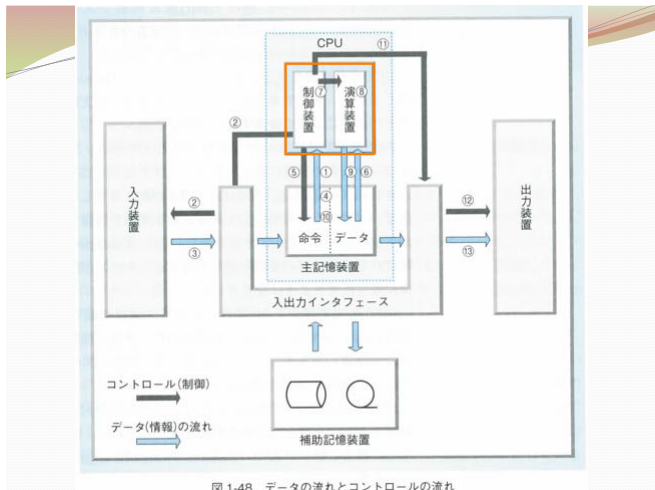 CPU
⑪
制御装置
⑦
演算装置
⑧
②
⑤
①
⑨
⑥
④
⑩
命令
データ
主記憶装置
入力装置
②
③
出力装置
⑫
⑬
入出力インタフェース
コントロール(制御)
データ(情報)の流れ
補助記憶装置
図1-48 データの流れとコントロールの流れ